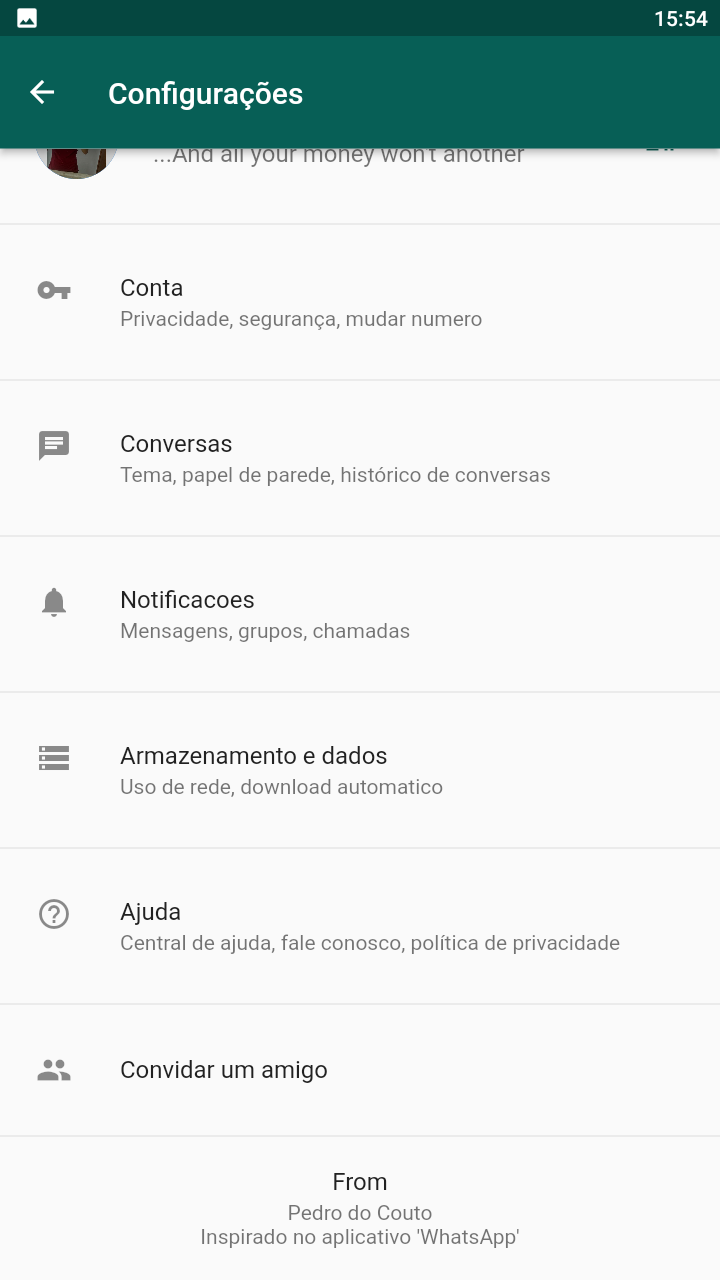 15:54
Configurações
...And all your money won't another
Conta
Privacidade, segurança, mudar numero
Conversas
Tema, papel de parede, histórico de conversas
Notificacoes
Mensagens, grupos, chamadas
Armazenamento e dados
Uso de rede, download automatico
Ajuda
Central de ajuda, fale conosco, política de privacidade
Convidar um amigo
From
Pedro do Couto
Inspirado no aplicativo 'WhatsApp'